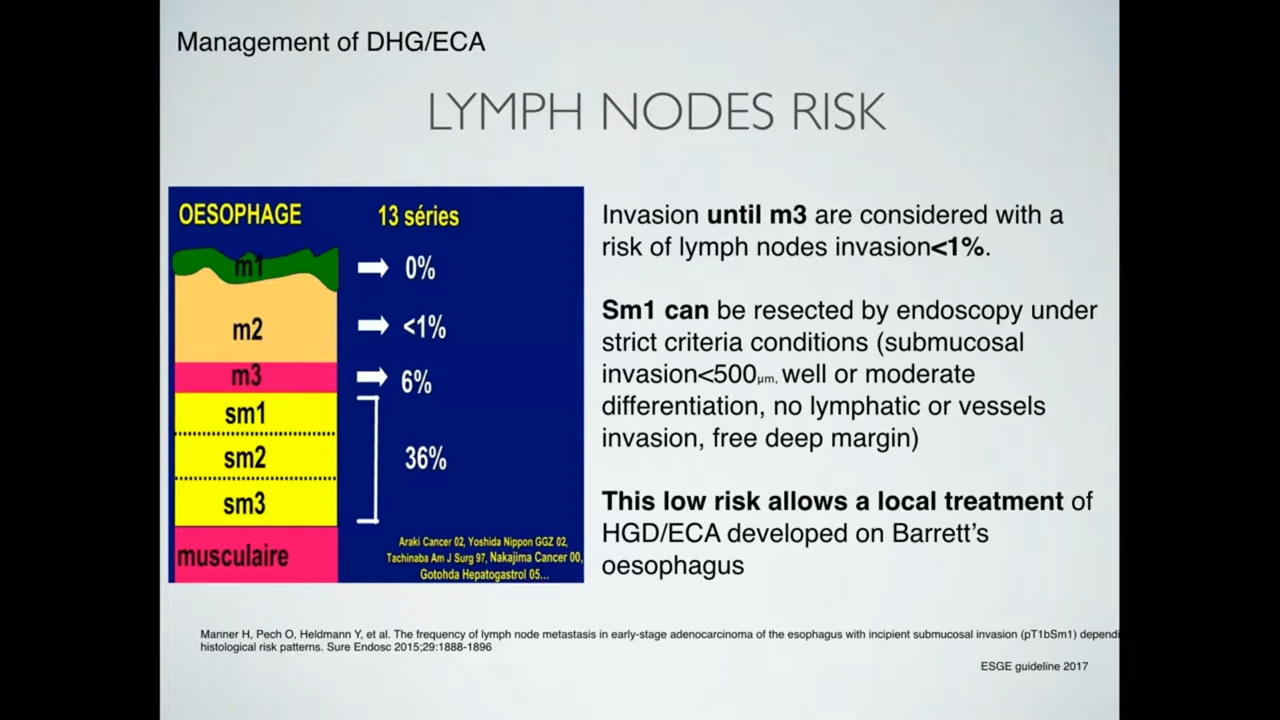 Management of DHG/ECA
LYMPH NODES RISK
OESOPHAGE 13 séries
m1 0%
m2 <1%
m3 6%
sm1
sm2 36%
sm3
musculaire
Araki Cancer 02, Yoshida Nippon GGZ 02,
Tachinaba Am J Surg 97, Nakajima Cancer 00,
Gotohda Hepatogastrol 05...
Invasion until m3 are considered with a
risk of lymph nodes invasion<1%.
Sm1 can be resected by endoscopy under
strict criteria conditions (submucosal
invasion<500µm, well or moderate
differentiation, no lymphatic or vessels
invasion, free deep margin)
This low risk allows a local treatment of
HGD/ECA developed on Barrett’s
oesophagus
Manner H, Pech O, Heldmann Y, et al. The frequency of lymph node metastasis in early-stage adenocarcinoma of the esophagus with incipient submucosal invasion (pT1bSm1) dependi
histological risk patterns. Sure Endosc 2015;29:1888-1896
ESGE guideline 2017